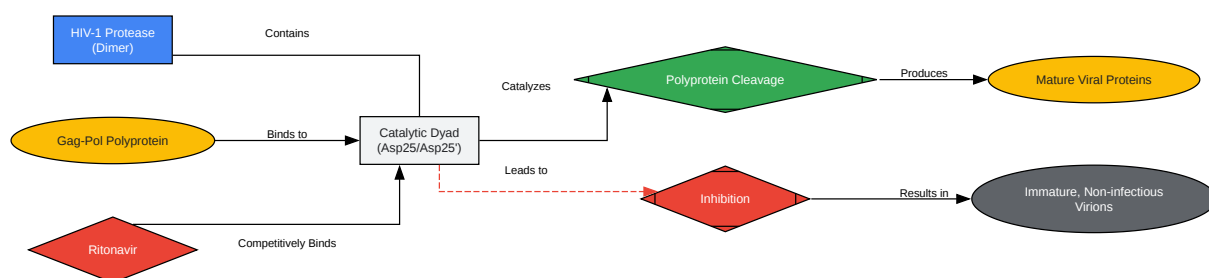 HIV-1 Protease
(Dimer)
Contains
Catalyzes
Polyprotein Cleavage
Produces
Mature Viral Proteins
Gag-Pol Polyprotein
Binds to
Catalytic Dyad
(Asp25/Asp25')
Leads to
Inhibition
Results in
Immature, Non-infectious
Virions
Ritonavir
Competitively Binds